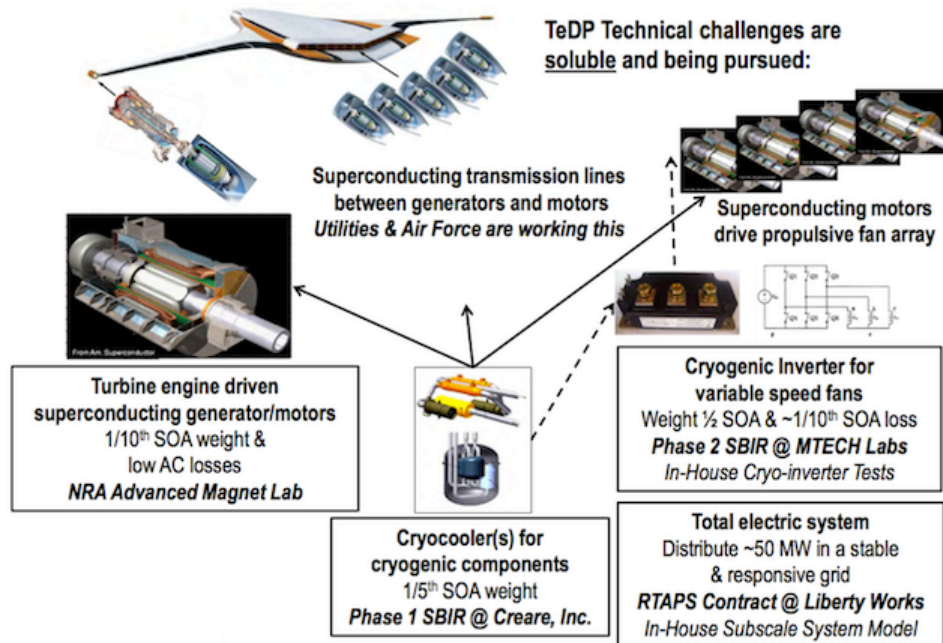 TeDP Technical challenges are
soluble and being pursued:
Superconducting transmission lines
between generators and motors
Utilities & Air Force are working this
Superconducting motors
drive propulsive fan array
From Am. Superconductor
Turbine engine driven
superconducting generator/motors
1/10th SOA weight &
low AC losses
NRA Advanced Magnet Lab
Cryocooler(s) for
cryogenic components
1/5th SOA weight
Phase 1 SBIR @ Creare, Inc.
Cryogenic Inverter for
variable speed fans
Weight ½ SOA & ~1/10th SOA loss
Phase 2 SBIR @ MTECH Labs
In-House Cryo-inverter Tests
Total electric system
Distribute ~50 MW in a stable
& responsive grid
RTAPS Contract @ Liberty Works
In-House Subscale System Model